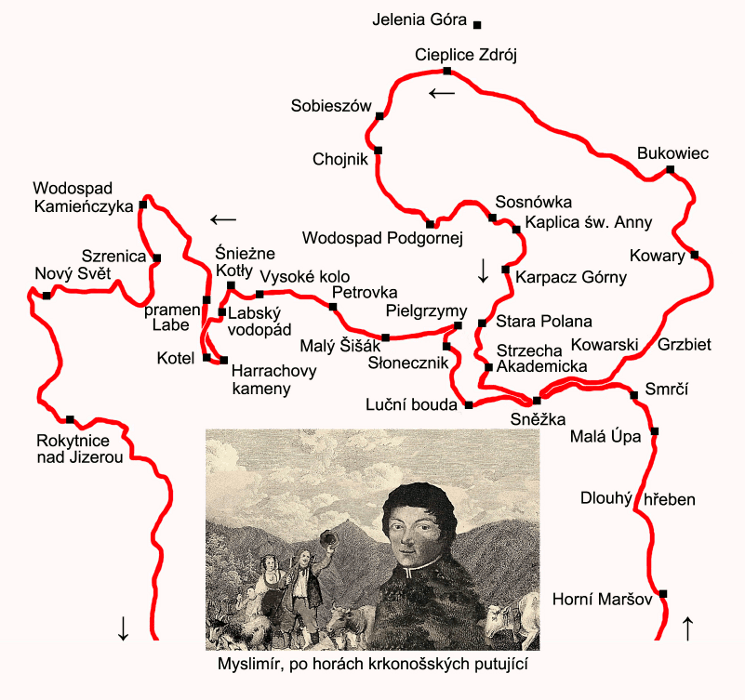 Jelenia Góra
Cieplice Zdrój
←
Sobieszów
Chojnik
Bukowiec
Wodospad
Kamieńczyka
←
Sosnówka
Kaplica św. Anny
Wodospad Podgornej
Szrenica
Śnieżne
Kotły
Kowary
Nový Svět
Vysoké kolo
↓
Karpacz Górny
Petrovka
pramen
Labe
Labský
vodopád
Pielgrzymy
Stara Polana
Malý Šišák
Kowarski Grzbiet
Strzecha
Akademicka
Kotel
Słonecznik
Harrachovy
kameny
Smrčí
Luční bouda
Sněžka
Rokytnice
nad Jizerou
Malá Úpa
Dlouhý hřeben
Horní Maršov
↓
↑
Myslimír, po horách krkonošských putující